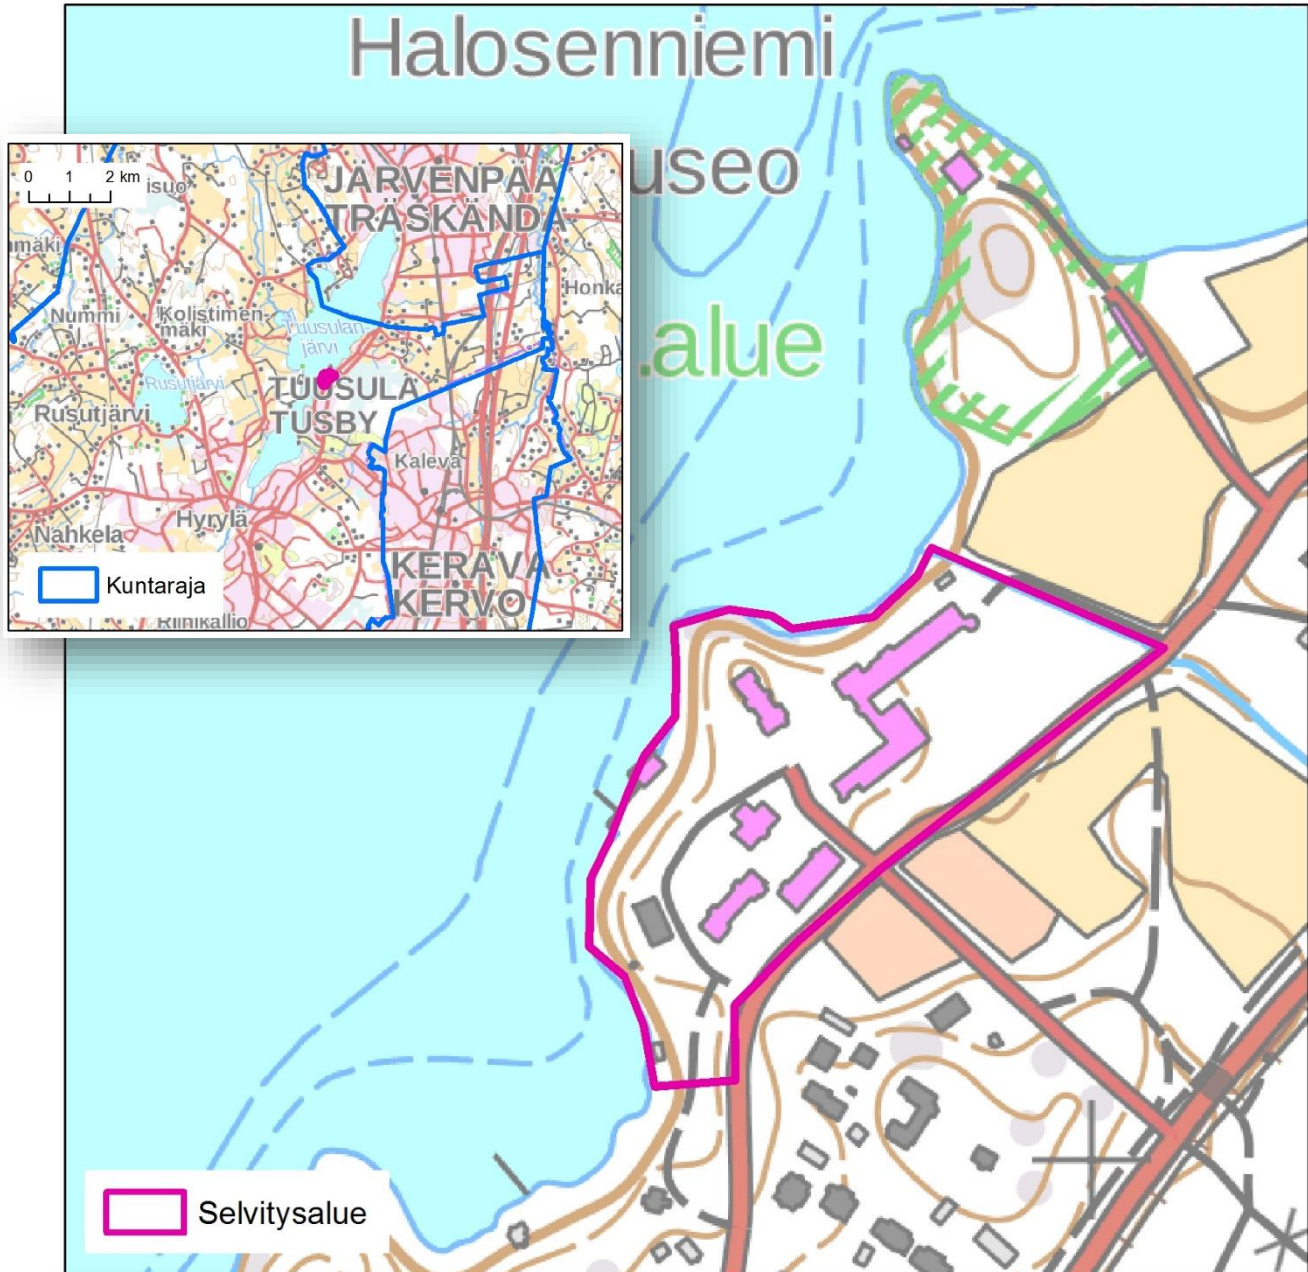 Halosenniemi
useo
.alue
0 1 2 km
isuo
JÄRVENPÄÄ
TRÄSKÄNDA
mäki
Nummi
Kolistimen-
mäki
Honka
Tuusulan-
järvi
Rusutjärvi
TUUSULA
TUSBY
Rusutjärvi
Kaleva
Hyrylä
Nahkela
KERAVA
KERVO
Kuntaraja
Riihikallio
Selvitysalue